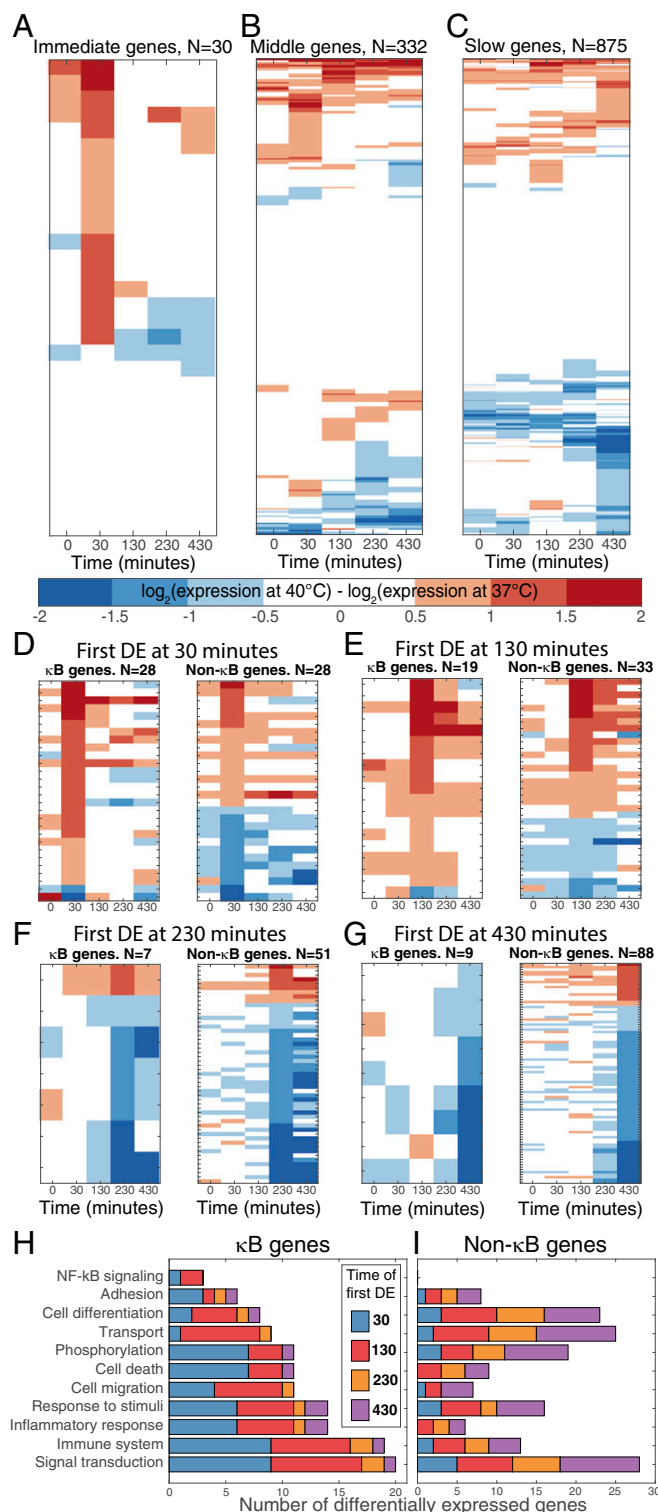 A Immediate genes, N=30
B Middle genes, N=332
C Slow genes, N=875
0 30 130 230 430
0 30 130 230 430
0 30 130 230 430
Time (minutes)
Time (minutes)
Time (minutes)
log2(expression at 40°C) - log2(expression at 37°C)
-2 -1.5 -1 -0.5 0 0.5 1 1.5 2
D First DE at 30 minutes
κB genes. N=28
Non-κB genes. N=28
0 30 130 230 430
0 30 130 230 430
E First DE at 130 minutes
κB genes. N=19
Non-κB genes. N=33
0 30 130 230 430
0 30 130 230 430
F First DE at 230 minutes
κB genes. N=7
Non-κB genes. N=51
0 30 130 230 430
0 30 130 230 430
Time (minutes)
G First DE at 430 minutes
κB genes. N=9
Non-κB genes. N=88
0 30 130 230 430
0 30 130 230 430
Time (minutes)
H κB genes
I Non-κB genes
NF-kB signaling
Adhesion
Cell differentiation
Transport
Phosphorylation
Cell death
Cell migration
Response to stimuli
Inflammatory response
Immune system
Signal transduction
Time of
first DE
30
130
230
430
0 5 10 15 20
0 5 10 15 20 25 30
Number of differentially expressed genes